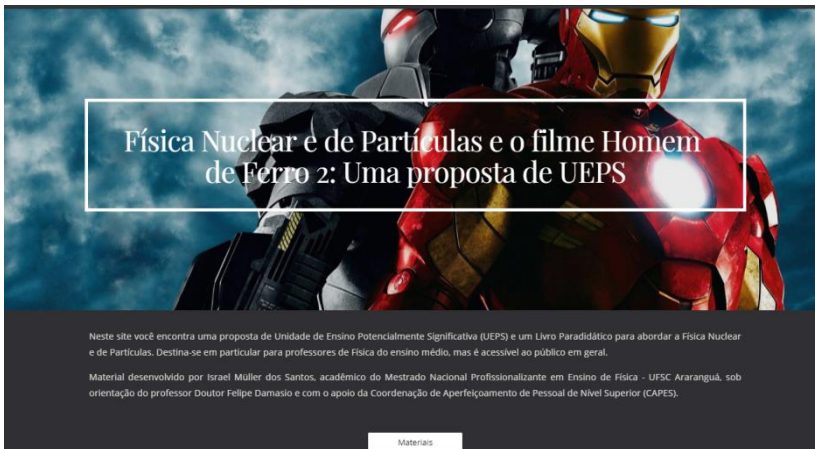 Física Nuclear e de Partículas e o filme Homem
de Ferro 2: Uma proposta de UEPS
Neste site você encontra uma proposta de Unidade de Ensino Potencialmente Significativa (UEPS) e um Livro Paradidático para abordar a Física Nuclear
e de Partículas. Destina-se em particular para professores de Física do ensino médio, mas é acessível ao público em geral.
Material desenvolvido por Israel Müller dos Santos, acadêmico do Mestrado Nacional Profissionalizante em Ensino de Física - UFSC Araranguá, sob
orientação do professor Doutor Felipe Damasio e com o apoio da Coordenação de Aperfeiçoamento de Pessoal de Nível Superior (CAPES).
Materiais